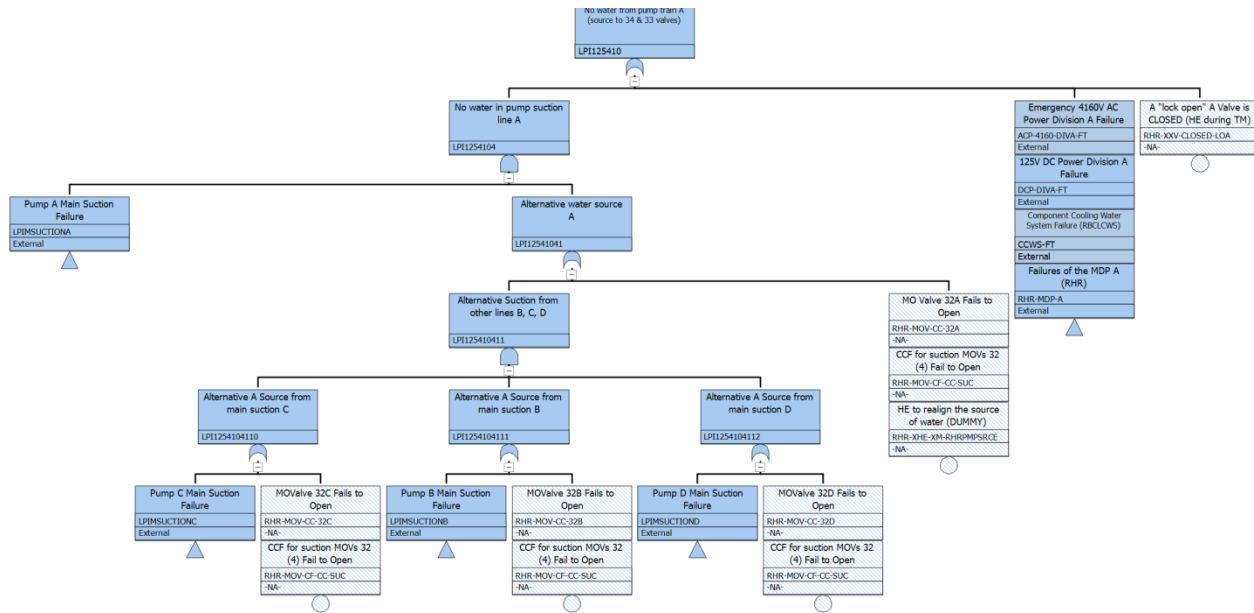 No water from pump train A
(source to 34 & 33 valves)
LPI125410
No water in pump suction
line A
LPI1254104
Emergency 4160V AC
Power Division A Failure
ACP-4160-DIVA-FT
External
125V DC Power Division A
Failure
DCP-DIVA-FT
External
Component Cooling Water
System Failure (RBCLCWS)
CCWS-FT
External
Failures of the MDP A
(RHR)
RHR-MDP-A
External
A "lock open" A Valve is
CLOSED (HE during TM)
RHR-XXV-CLOSED-LOA
-NA-
Pump A Main Suction
Failure
LPIMSUCTIONA
External
Alternative water source
A
LPI12541041
Alternative Suction from
other lines B, C, D
LPI125410411
MO Valve 32A Fails to
Open
RHR-MOV-CC-32A
-NA-
CCF for suction MOVs 32
(4) Fail to Open
RHR-MOV-CF-CC-SUC
-NA-
HE to realign the source
of water (DUMMY)
RHR-XHE-XM-RHRPMPSRCE
-NA-
Alternative A Source from
main suction C
LPI1254104110
Alternative A Source from
main suction B
LPI1254104111
Alternative A Source from
main suction D
LPI1254104112
Pump C Main Suction
Failure
LPIMSUCTIONC
External
MOValve 32C Fails to
Open
RHR-MOV-CC-32C
-NA-
CCF for suction MOVs 32
(4) Fail to Open
RHR-MOV-CF-CC-SUC
-NA-
Pump B Main Suction
Failure
LPIMSUCTIONB
External
MOValve 32B Fails to
Open
RHR-MOV-CC-32B
-NA-
CCF for suction MOVs 32
(4) Fail to Open
RHR-MOV-CF-CC-SUC
-NA-
Pump D Main Suction
Failure
LPIMSUCTIOND
External
MOValve 32D Fails to
Open
RHR-MOV-CC-32D
-NA-
CCF for suction MOVs 32
(4) Fail to Open
RHR-MOV-CF-CC-SUC
-NA-